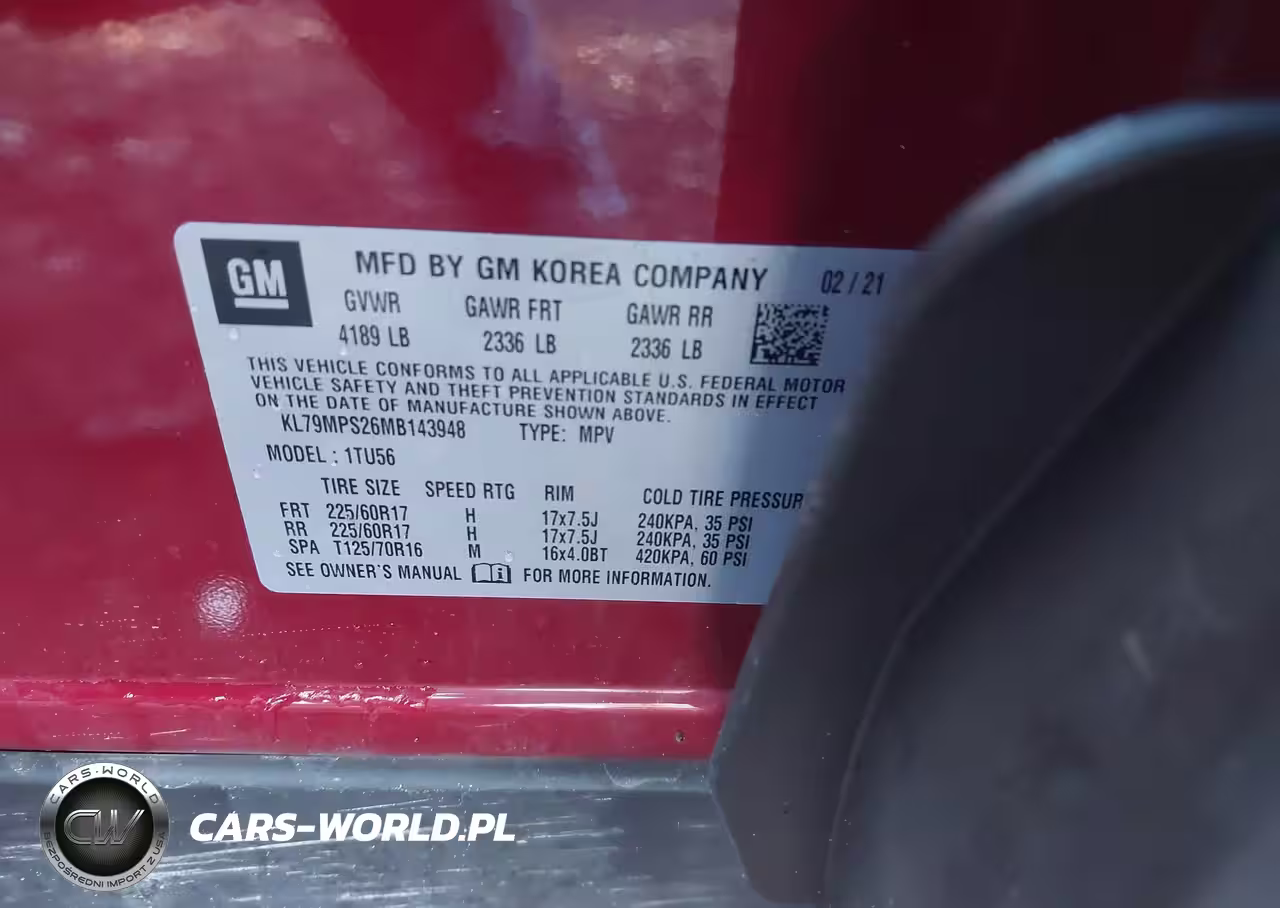 GM
MFD BY GM KOREA COMPANY 02 / 21
GVWR GAWR FRT GAWR RR
4189 LB 2336 LB 2336 LB
THIS VEHICLE CONFORMS TO ALL APPLICABLE U.S. FEDERAL MOTOR
VEHICLE SAFETY AND THEFT PREVENTION STANDARDS IN EFFECT
ON THE DATE OF MANUFACTURE SHOWN ABOVE.
KL79MPS26MB143948 TYPE: MPV
MODEL : 1TU56
TIRE SIZE SPEED RTG RIM COLD TIRE PRESSUR
FRT 225/60R17 H 17x7.5J 240KPA, 35 PSI
RR 225/60R17 H 17x7.5J 240KPA, 35 PSI
SPA T125/70R16 M 16x4.0BT 420KPA, 60 PSI
SEE OWNER'S MANUAL FOR MORE INFORMATION.
CARS-WORLD
CW
BEZPOŚREDNI IMPORT Z USA
CARS-WORLD.PL